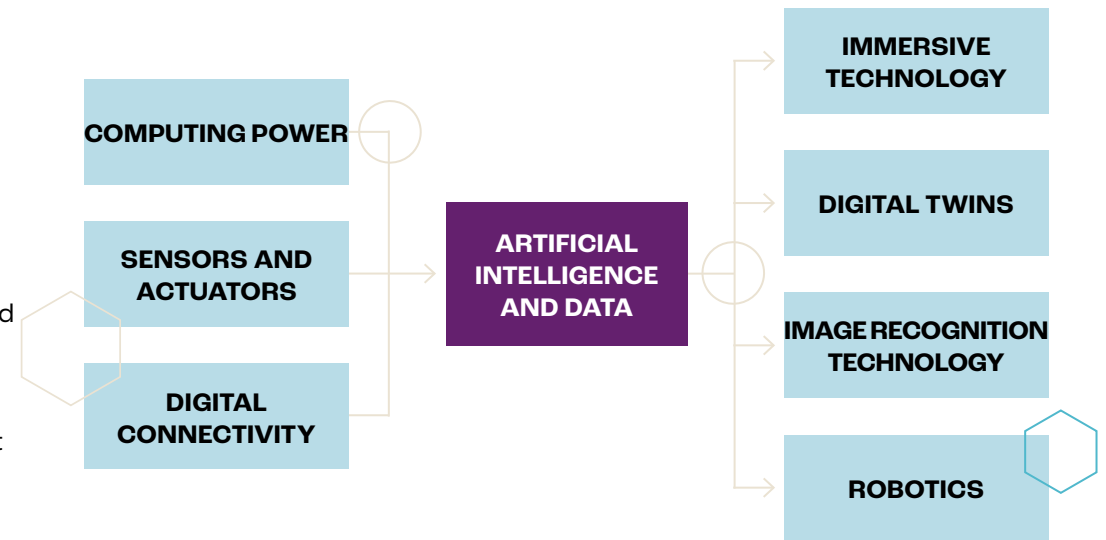 COMPUTING POWER
SENSORS AND
ACTUATORS
d
DIGITAL
CONNECTIVITY
ARTIFICIAL
INTELLIGENCE
AND DATA
IMMERSIVE
TECHNOLOGY
DIGITAL TWINS
IMAGE RECOGNITION
TECHNOLOGY
ROBOTICS